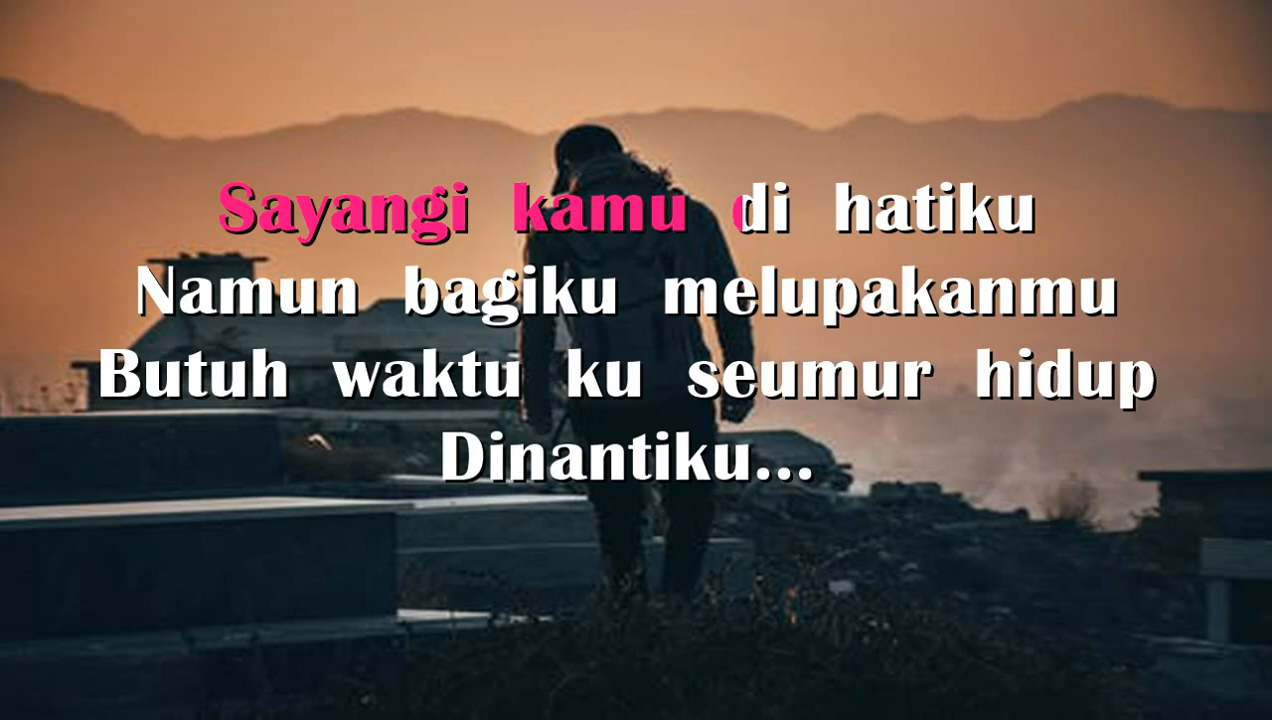 Sayangi kamu di hatiku
Namun bagiku melupakanmu
Butuh waktu ku seumur hidup
Dinantiku...